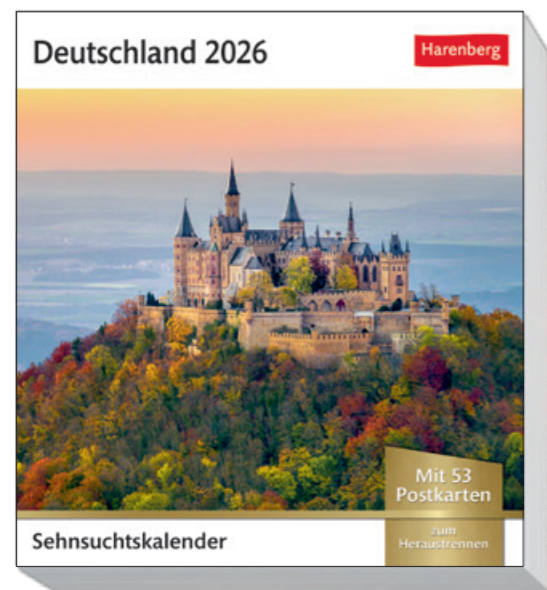 Deutschland 2026
Harenberg
Mit 53
Postkarten
zum
Heraustrennen
Sehnsuchtskalender